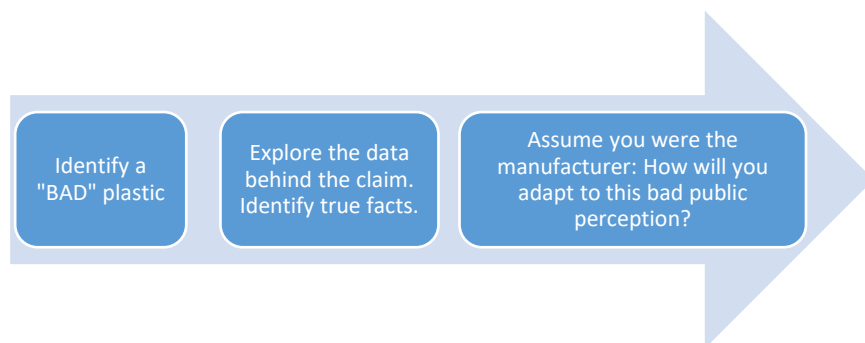 Identify a
"BAD" plastic
Explore the data
behind the claim.
Identify true facts.
Assume you were the
manufacturer: How will you
adapt to this bad public
perception?